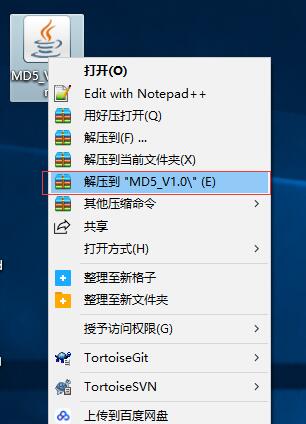 MD5_V
打开(O)
Edit with Notepad++
用好压打开(Q)
解压到(F) ...
解压到当前文件夹(X)
解压到 "MD5_V1.0\" (E)
其他压缩命令
共享
打开方式(H)
整理至新格子
整理至新文件夹
授予访问权限(G)
TortoiseGit
TortoiseSVN
上传到百度网盘